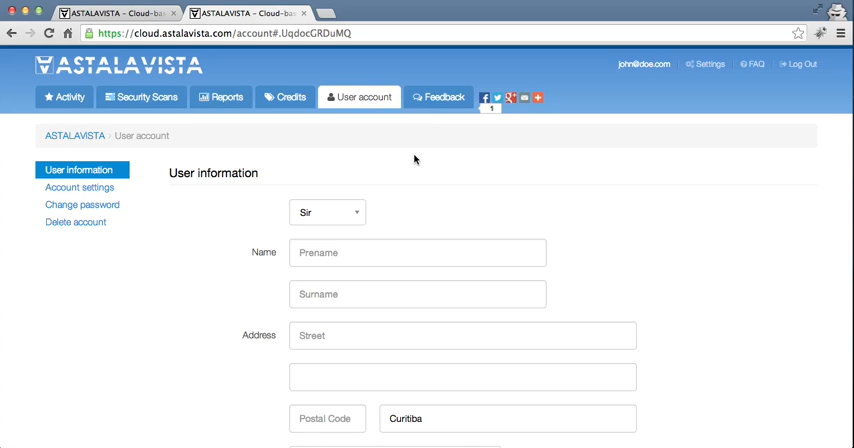 ASTALAVISTA – Cloud-bas
ASTALAVISTA – Cloud-bas
https://cloud.astalavista.com/account#.UqdocGRDuMQ
ASTALAVISTA
john@doe.com Settings FAQ Log Out
Activity Security Scans Reports Credits User account Feedback
1
ASTALAVISTA / User account
User information
Account settings
Change password
Delete account
User information
Sir
Name Prename
Surname
Address Street
Postal Code Curitiba